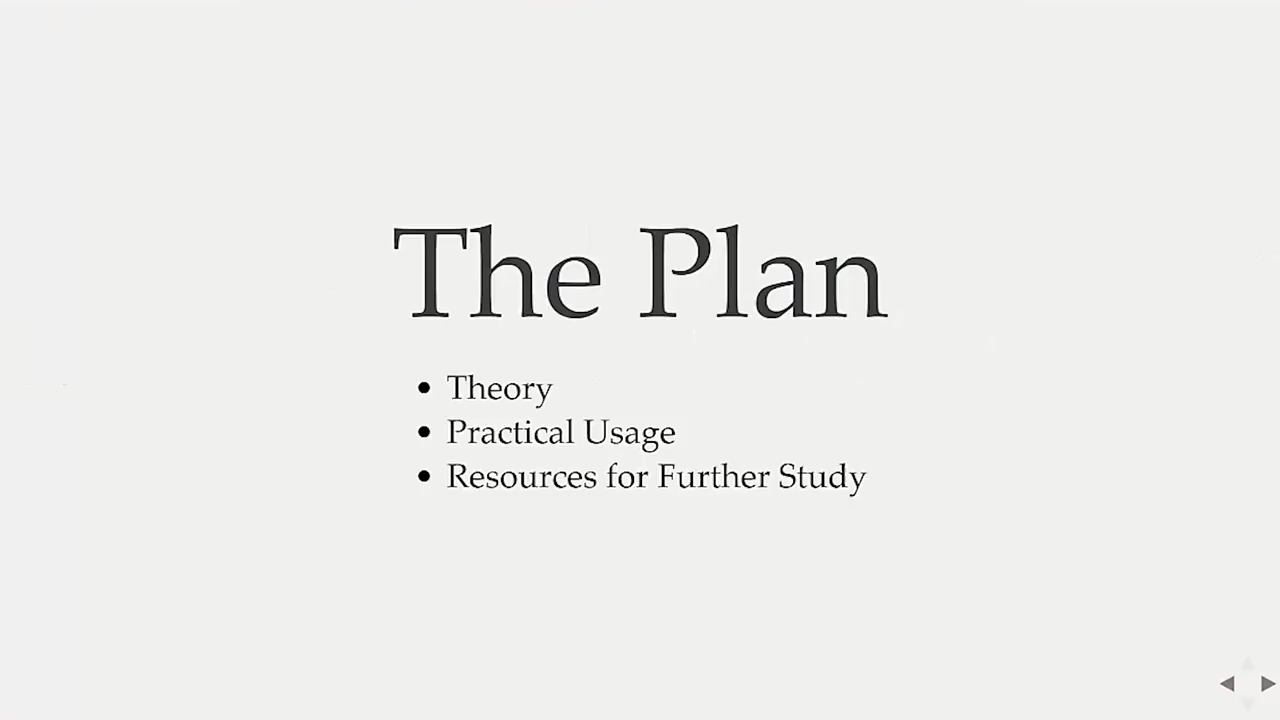 The Plan
• Theory
• Practical Usage
• Resources for Further Study